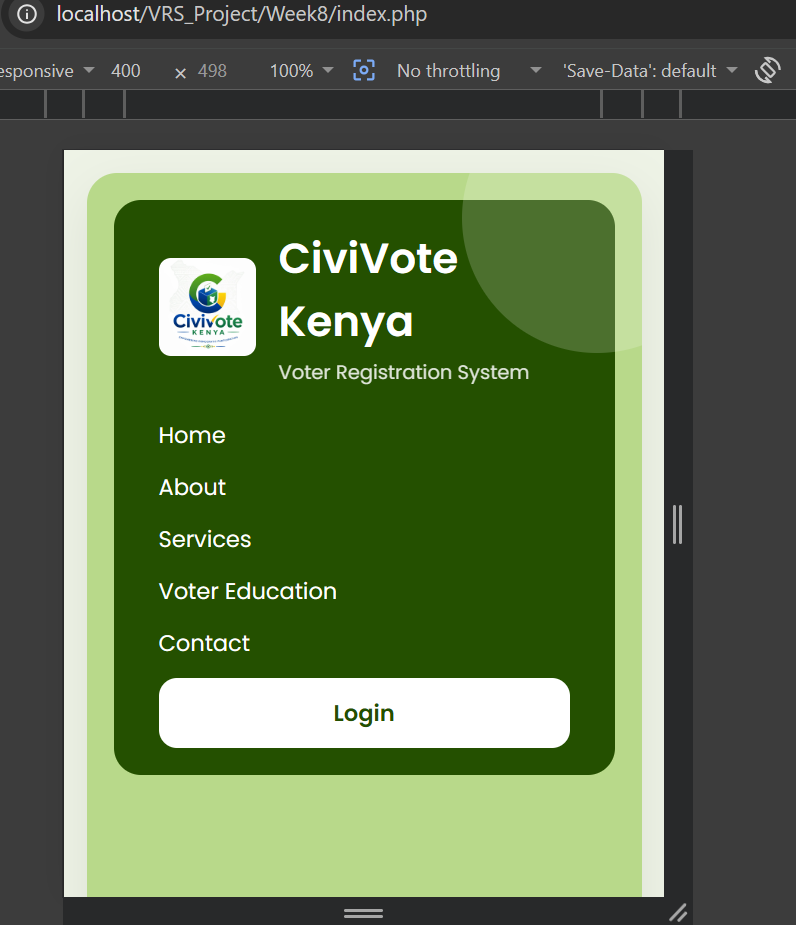 localhost/VRS_Project/Week8/index.php
esponsive 400 × 498 100% No throttling 'Save-Data': default
CiviVote
Kenya
Voter Registration System
Civivote
KENYA
Home
About
Services
Voter Education
Contact
Login